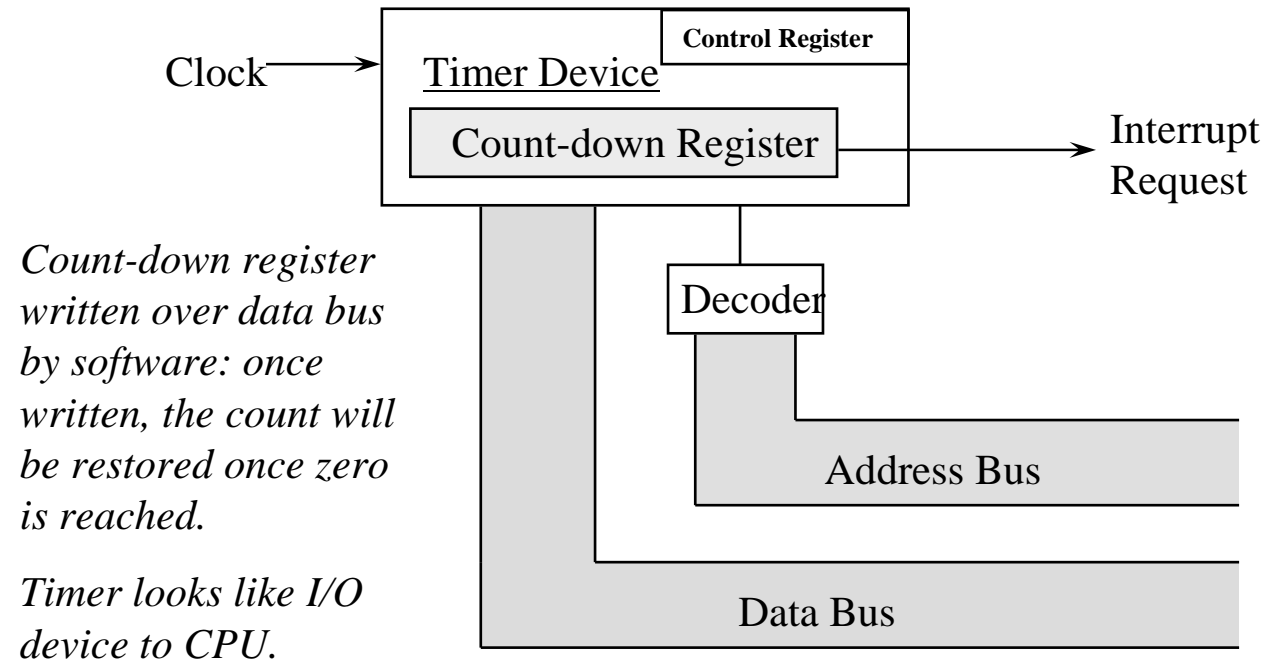 Control Register
Clock
Timer Device
Count-down Register
Interrupt
Request
Count-down register
written over data bus
by software: once
written, the count will
be restored once zero
is reached.
Decoder
Address Bus
Timer looks like I/O
device to CPU.
Data Bus